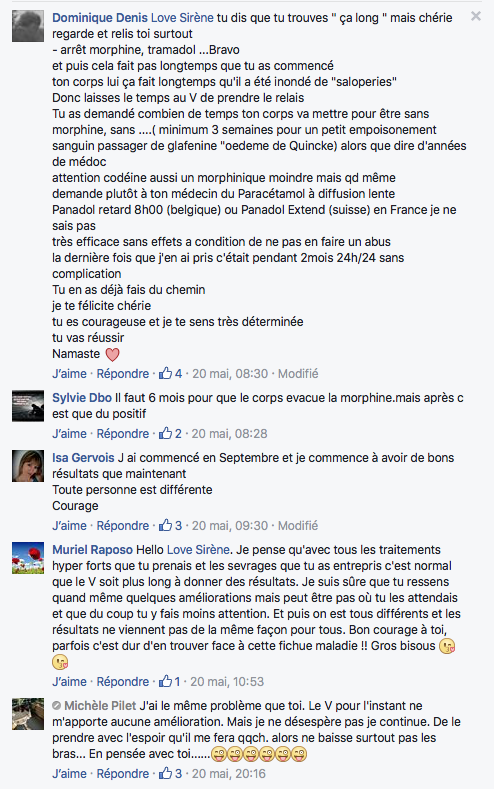 Dominique Denis Love Sirène tu dis que tu trouves " ça long " mais chérie
regarde et relis toi surtout
- arrêt morphine, tramadol ...Bravo
et puis cela fait pas longtemps que tu as commencé
ton corps lui ça fait longtemps qu'il a été inondé de "saloperies"
Donc laisses le temps au V de prendre le relais
Tu as demandé combien de temps ton corps va mettre pour être sans
morphine, sans ....( minimum 3 semaines pour un petit empoisonement
sanguin passager de glafenine "oedeme de Quincke) alors que dire d'années
de médoc
attention codéine aussi un morphinique moindre mais qd même
demande plutôt à ton médecin du Paracétamol à diffusion lente
Panadol retard 8h00 (belgique) ou Panadol Extend (suisse) en France je ne
sais pas
très efficace sans effets a condition de ne pas en faire un abus
la dernière fois que j'en ai pris c'était pendant 2mois 24h/24 sans
complication
Tu en as déjà fais du chemin
je te félicite chérie
tu es courageuse et je te sens très déterminée
tu vas réussir
Namaste
J'aime · Répondre · 4 · 20 mai, 08:30 · Modifié
Sylvie Dbo Il faut 6 mois pour que le corps evacue la morphine.mais après c
est que du positif
J'aime · Répondre · 2 · 20 mai, 08:28
Isa Gervois J ai commencé en Septembre et je commence à avoir de bons
résultats que maintenant
Toute personne est différente
Courage
J'aime · Répondre · 3 · 20 mai, 09:30 · Modifié
Muriel Raposo Hello Love Sirène. Je pense qu'avec tous les traitements
hyper forts que tu prenais et les sevrages que tu as entrepris c'est normal
que le V soit plus long à donner des résultats. Je suis sûre que tu ressens
quand même quelques améliorations mais peut être pas où tu les attendais
et que du coup tu y fais moins attention. Et puis on est tous différents et les
résultats ne viennent pas de la même façon pour tous. Bon courage à toi,
parfois c'est dur d'en trouver face à cette fichue maladie !! Gros bisous 😘
😘
J'aime · Répondre · 1 · 20 mai, 10:53
Michèle Pilet J'ai le même problème que toi. Le V pour l'instant ne
m'apporte aucune amélioration. Mais je ne désespère pas je continue. De le
prendre avec l'espoir qu'il me fera qqch. alors ne baisse surtout pas les
bras... En pensée avec toi......😜😜😜😜😜😜
J'aime · Répondre · 3 · 20 mai, 20:16